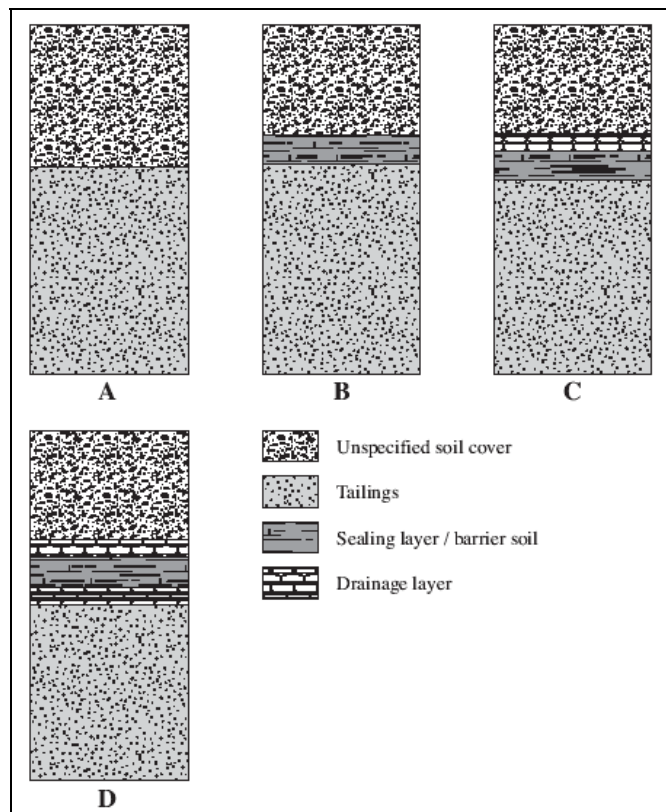 A
B
C
Unspecified soil cover
Tailings
Sealing layer / barrier soil
Drainage layer
D